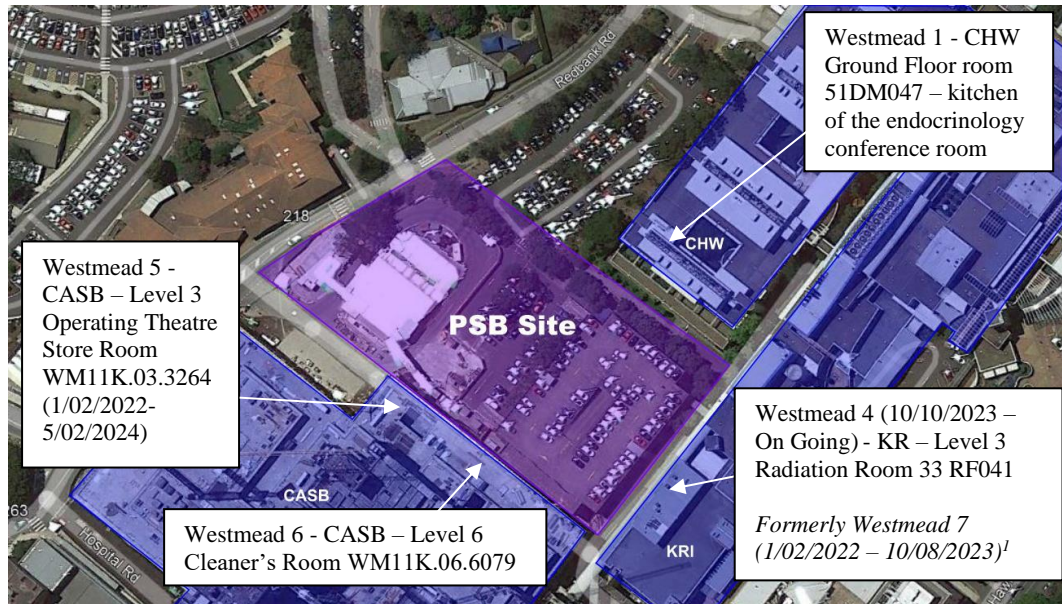 Westmead 1 - CHW
Ground Floor room
51DM047 – kitchen
of the endocrinology
conference room
Redbank Rd
218
CHW
Westmead 5 -
CASB – Level 3
Operating Theatre
Store Room
WM11K.03.3264
(1/02/2022-
5/02/2024)
PSB Site
Westmead 4 (10/10/2023 –
On Going) - KR – Level 3
Radiation Room 33 RF041
Formerly Westmead 7
(1/02/2022 – 10/08/2023)1
CASB
263
Westmead 6 - CASB – Level 6
Cleaner's Room WM11K.06.6079
Hospital Rd
KRI